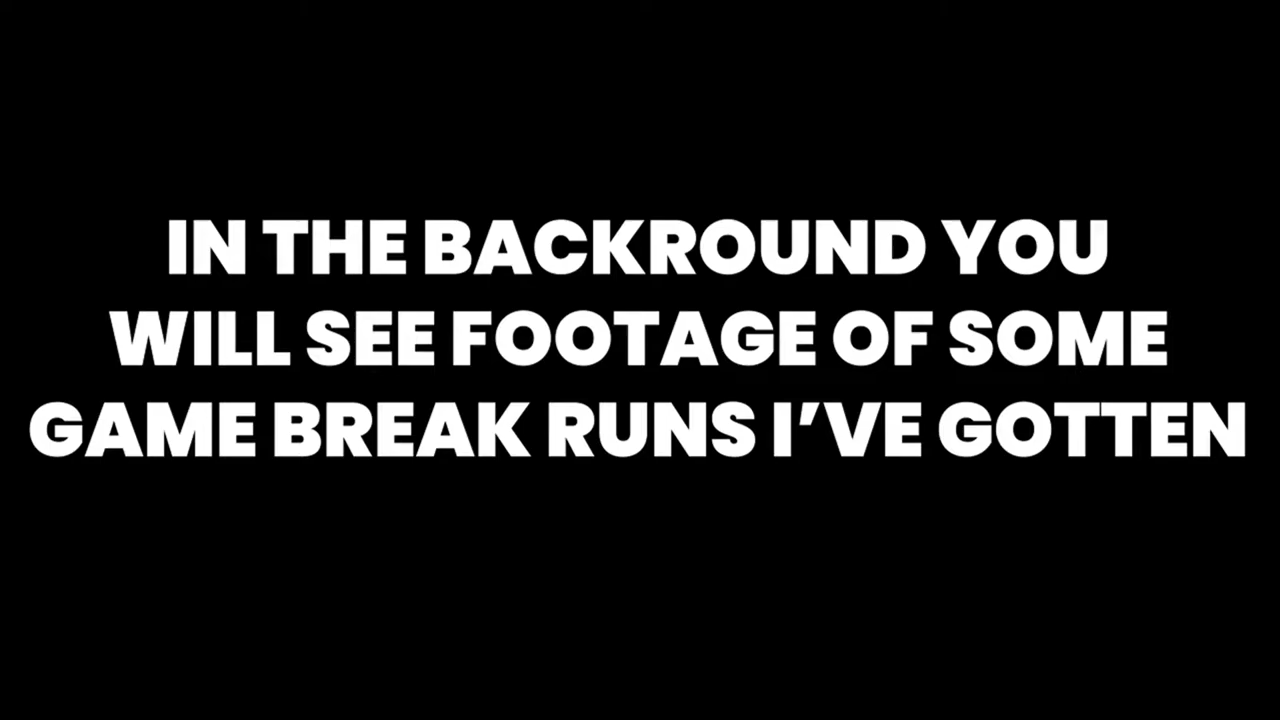 IN THE BACKROUND YOU
WILL SEE FOOTAGE OF SOME
GAME BREAK RUNS I’VE GOTTEN